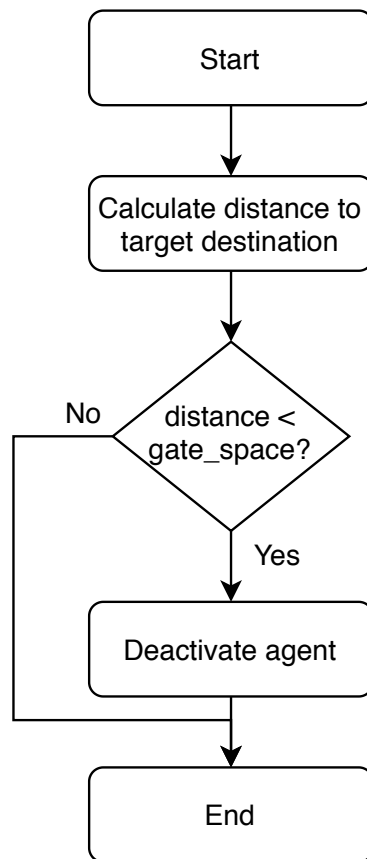 Start
Calculate distance to
target destination
No
distance <
gate_space?
Yes
Deactivate agent
End